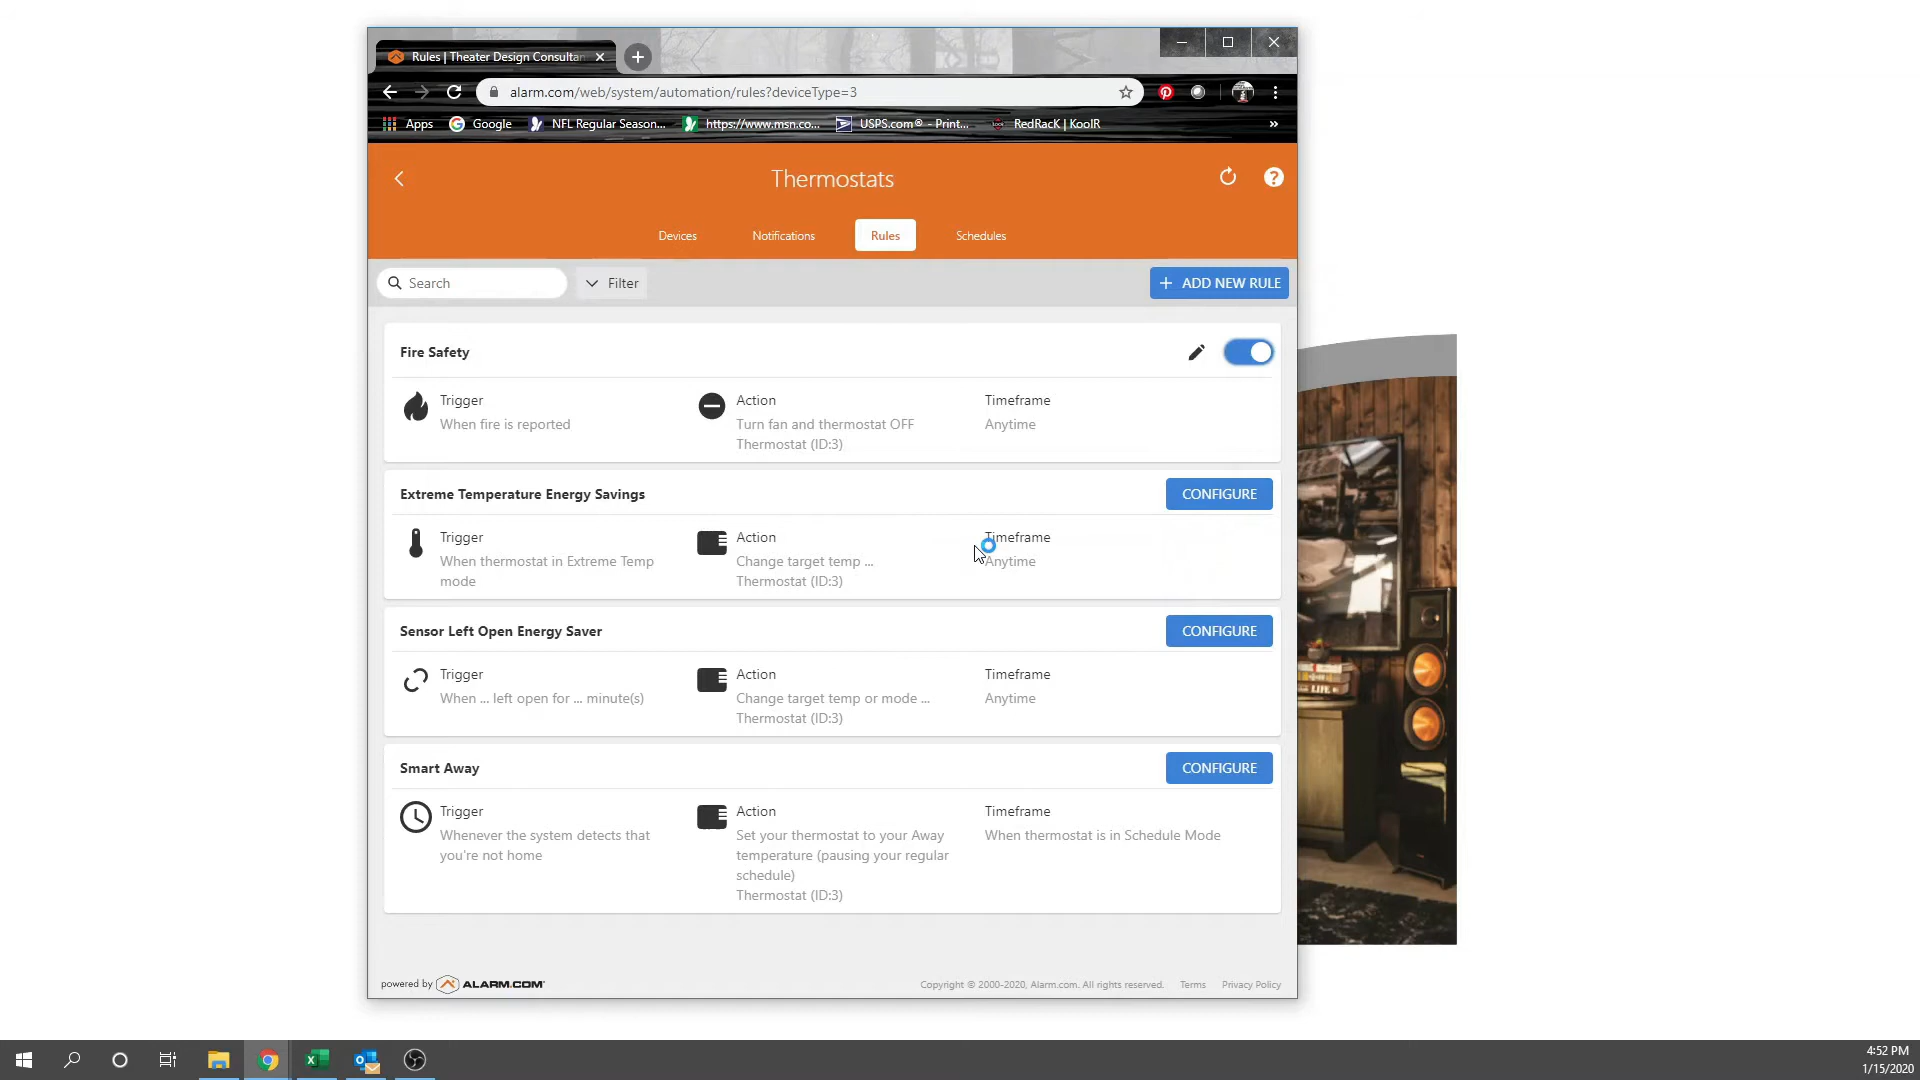 Rules | Theater Design Consultan
alarm.com/web/system/automation/rules?deviceType=3
Apps
Google
NFL Regular Season...
https://www.msn.co...
USPS.com® - Print...
RedRacK | KoolR
»
Thermostats
?
Devices
Notifications
Rules
Schedules
Search
Filter
+ ADD NEW RULE
Fire Safety
Trigger
When fire is reported
Action
Turn fan and thermostat OFF
Thermostat (ID:3)
Timeframe
Anytime
Extreme Temperature Energy Savings
CONFIGURE
Trigger
When thermostat in Extreme Temp
mode
Action
Change target temp ...
Thermostat (ID:3)
Timeframe
Anytime
Sensor Left Open Energy Saver
CONFIGURE
Trigger
When ... left open for ... minute(s)
Action
Change target temp or mode ...
Thermostat (ID:3)
Timeframe
Anytime
Smart Away
CONFIGURE
Trigger
Whenever the system detects that
you're not home
Action
Set your thermostat to your Away
temperature (pausing your regular
schedule)
Thermostat (ID:3)
Timeframe
When thermostat is in Schedule Mode
powered by ALARM.COM
Copyright © 2000-2020, Alarm.com. All rights reserved.
Terms
Privacy Policy
LIFE
4:52 PM
1/15/2020